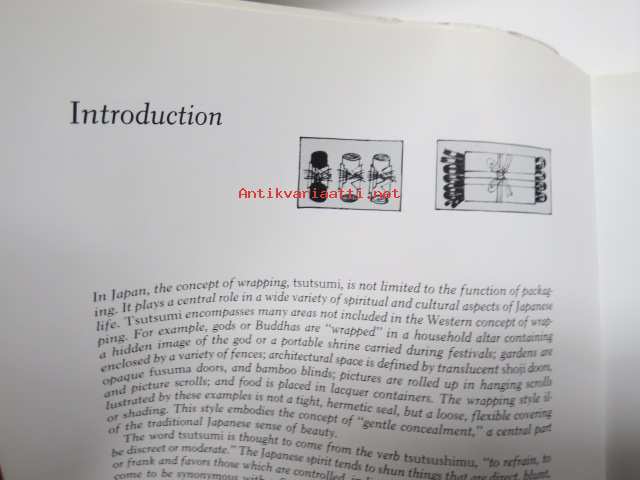 Introduction
Antikvariaatti.net
In Japan, the concept of wrapping, tsutsumi, is not limited to the function of packag-
ing. It plays a central role in a wide variety of spiritual and cultural aspects of Japanese
life. Tsutsumi encompasses many areas not included in the Western concept of wrap-
ping. For example, gods or Buddhas are "wrapped" in a household altar containing
a hidden image of the god or a portable shrine carried during festivals; gardens are
enclosed by a variety of fences; architectural space is defined by translucent shoji doors,
opaque fusuma doors, and bamboo blinds; pictures are rolled up in hanging scrolls
and picture scrolls; and food is placed in lacquer containers. The wrapping style il-
lustrated by these examples is not a tight, hermetic seal, but a loose, flexible covering
or shading. This style embodies the concept of "gentle concealment," a central part
of the traditional Japanese sense of beauty.
The word tsutsumi is thought to come from the verb tsutsushimu, "to refrain, to
be discreet or moderate." The Japanese spirit tends to shun things that are direct, blunt,
or frank and favors those which are controlled,
come to be synonymous with